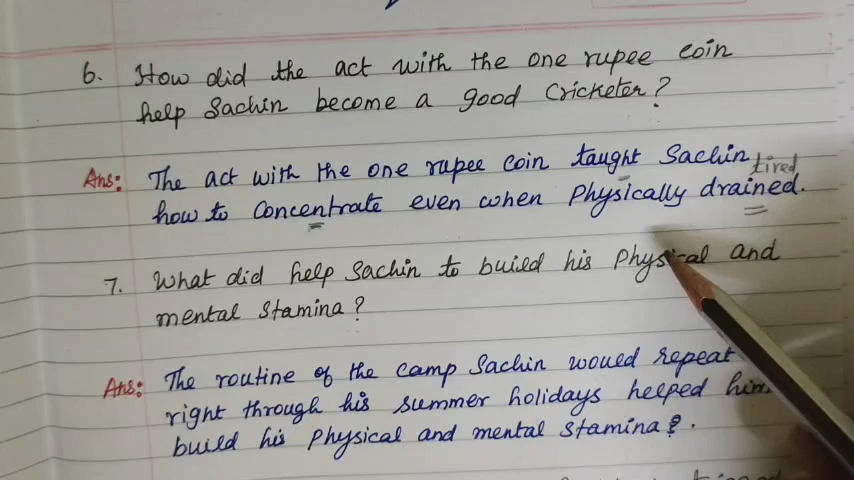 6. How did the act with the one rupee coin
help Sachin become a good Cricketer?
Ans: The act with the one rupee coin taught Sachin
tired
how to Concentrate even when Physically drained.
7. What did help Sachin to build his Physical and
mental Stamina?
Ans: The routine of the camp Sachin would repeat
right through his summer holidays helped him
build his Physical and mental Stamina?.